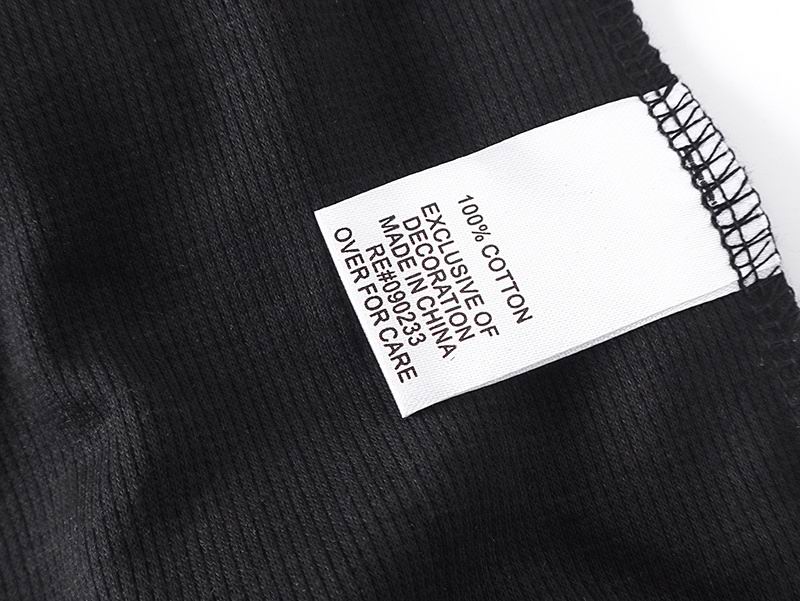 100% COTTON
EXCLUSIVE OF
DECORATION
MADE IN CHINA
RE#090233
OVER FOR CARE